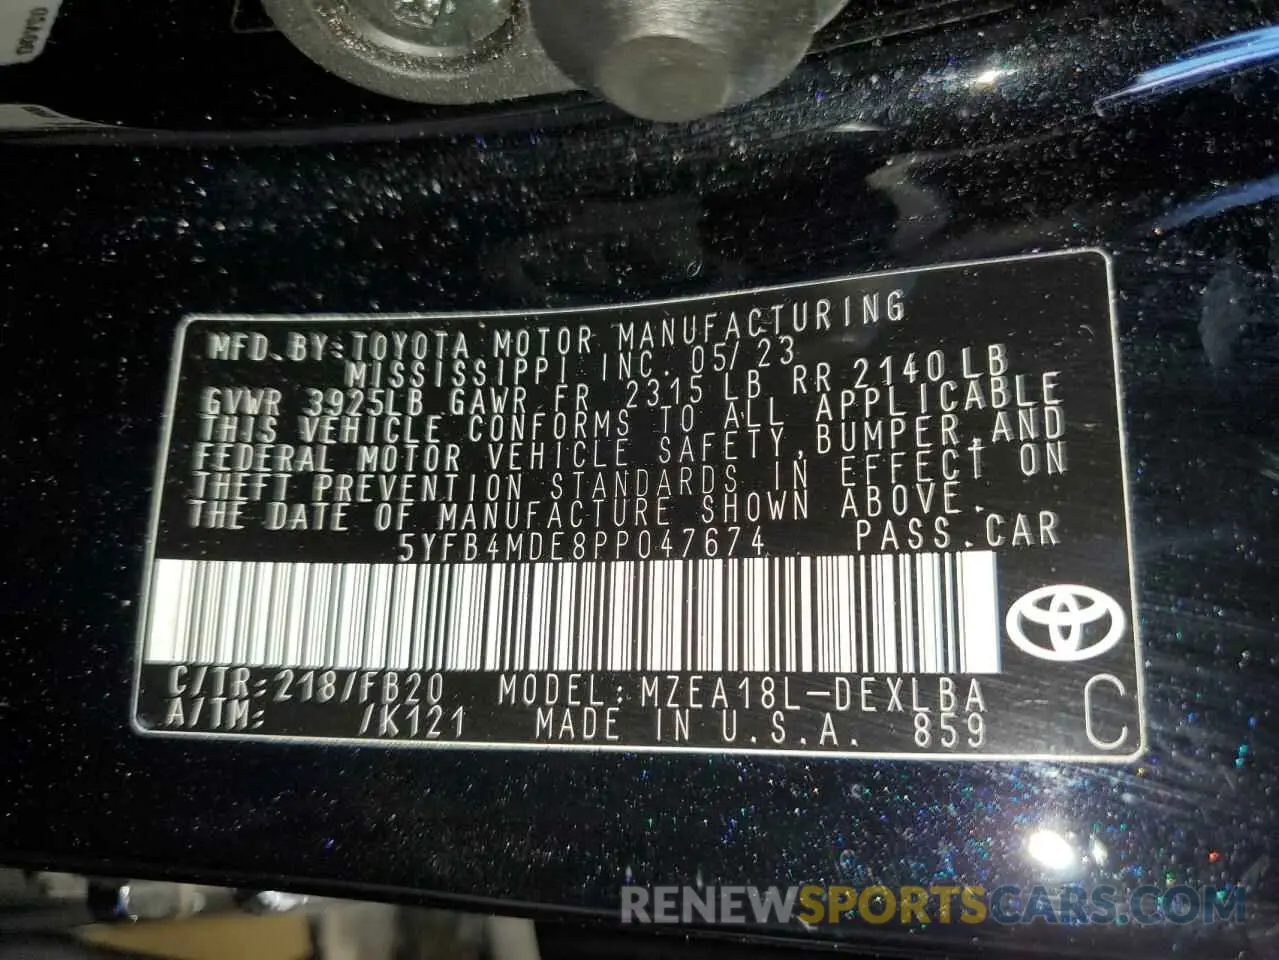 MFD.BY:TOYOTA MOTOR MANUFACTURING
MISSISSIPPI INC. 05/23
GVWR 3925LB GAWR FR 2315 LB RR 2140 LB
THIS VEHICLE CONFORMS TO ALL APPLICABLE
FEDERAL MOTOR VEHICLE SAFETY, BUMPER, AND
THEFT PREVENTION STANDARDS IN EFFECT ON
THE DATE OF MANUFACTURE SHOWN ABOVE.
5YFB4MDE8PP047674 PASS.CAR
C/TR:218/FB20 MODEL:MZEA18L-DEXLBA
A/TM: /K121 MADE IN U.S.A. 859 C
RENEWSPORTSCARS.COM